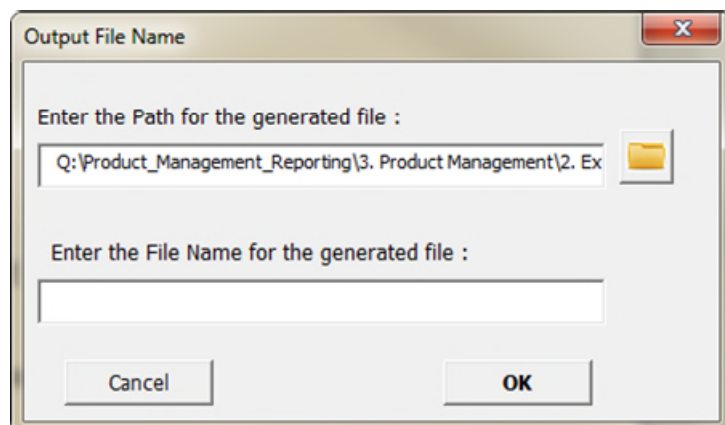 Output File Name
Enter the Path for the generated file :
Q:\Product_Management_Reporting\3. Product Management\2. Ex
Enter the File Name for the generated file :
Cancel
OK